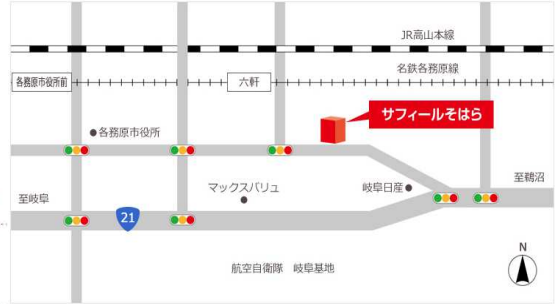 JR高山本線
名鉄各務原線
各務原市役所前
六軒
サフィールそはら
各務原市役所
マックスバリュ
岐阜日産
至鵜沼
至岐阜
21
航空自衛隊 岐阜基地
N